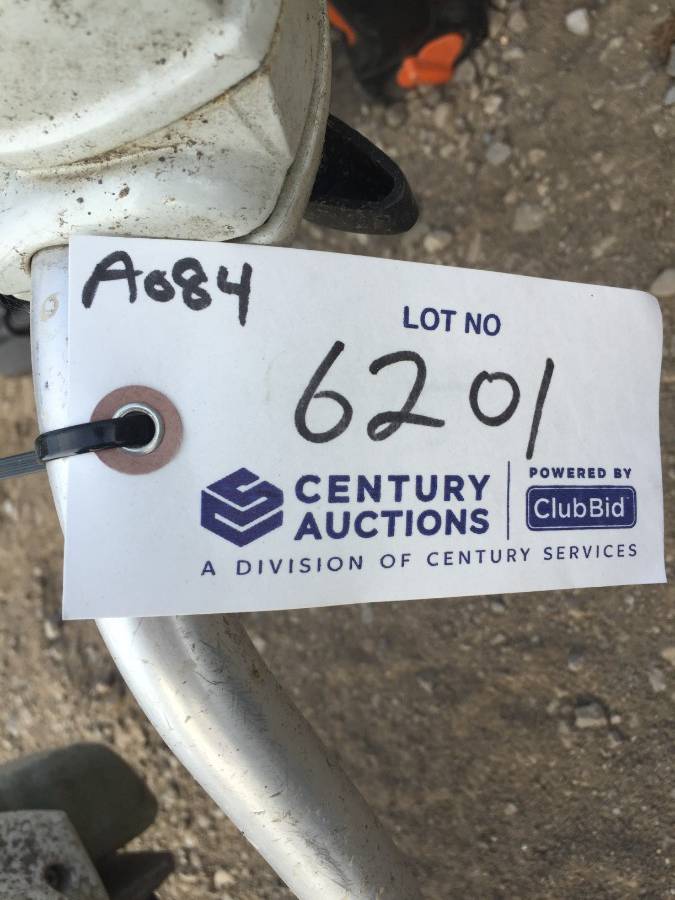 A084
LOT NO
6201
CENTURY
AUCTIONS
POWERED BY
ClubBid
A DIVISION OF CENTURY SERVICES